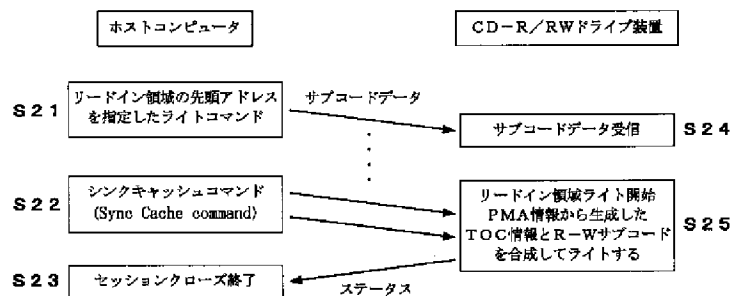 ホストコンピュータ
CD-R/RWドライブ装置
S21
リードイン領域の先頭アドレス
を指定したライトコマンド
サブコードデータ
サブコードデータ受信
S24
S22
シンクキャッシュコマンド
(Sync Cache command)
リードイン領域ライト開始
PMA情報から生成した
TOC情報とR-Wサブコード
を合成してライトする
S25
S23
セッションクローズ終了
ステータス